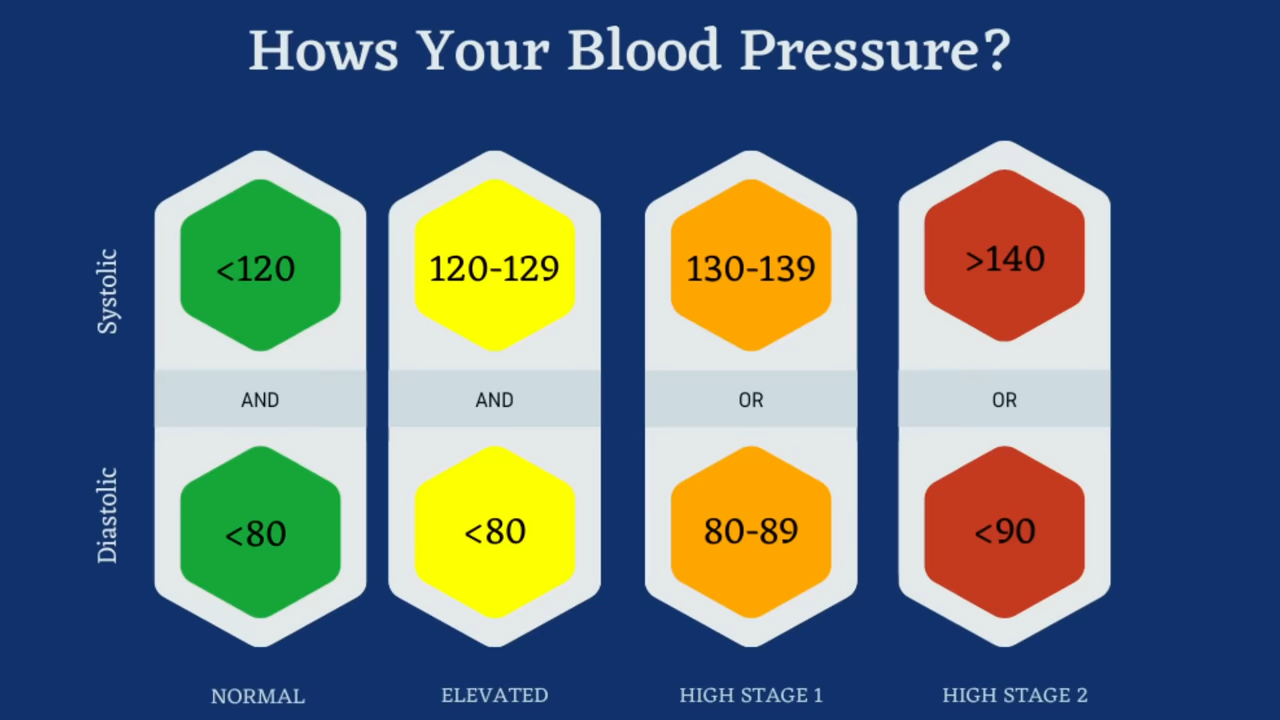 Hows Your Blood Pressure?
Systolic
<120
120-129
130-139
>140
AND
AND
OR
OR
Diastolic
<80
<80
80-89
<90
NORMAL
ELEVATED
HIGH STAGE 1
HIGH STAGE 2